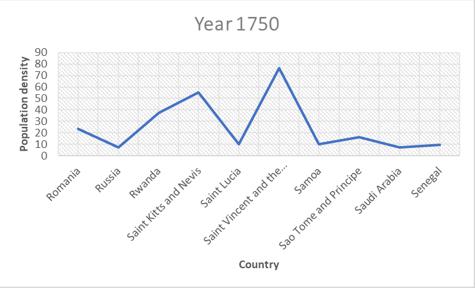 Year 1750
Population density
90
80
70
60
50
40
30
20
10
0
Romania
Russia
Rwanda
Saint Kitts and Nevis
Saint Lucia
Saint Vincent and the...
Samoa
Sao Tome and Principe
Saudi Arabia
Senegal
Country